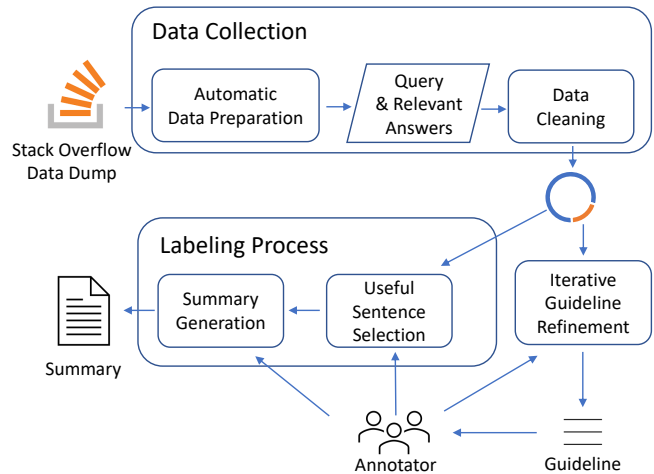 Data Collection
Automatic
Data Preparation
Query
& Relevant
Answers
Data
Cleaning
Stack Overflow
Data Dump
Labeling Process
Summary
Generation
Useful
Sentence
Selection
Iterative
Guideline
Refinement
Summary
Annotator
Guideline